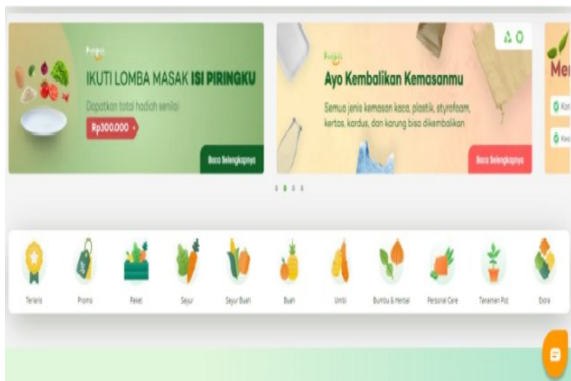 IKUTI LOMBA MASAK ISI PIRINGKU
Dapatkan total hadiah senilai
Rp300.000
Baca Selengkapnya
Ayo Kembalikan Kemasanmu
Semua jenis kemasan kaca, plastik, styrofoam,
kertas, kardus, dan karung bisa dikembalikan
Baca Selengkapnya
Terlaris
Promo
Paket
Sayur
Sayur Buah
Buah
Umbi
Bumbu & Herbal
Personal Care
Tanaman Pot
Extra